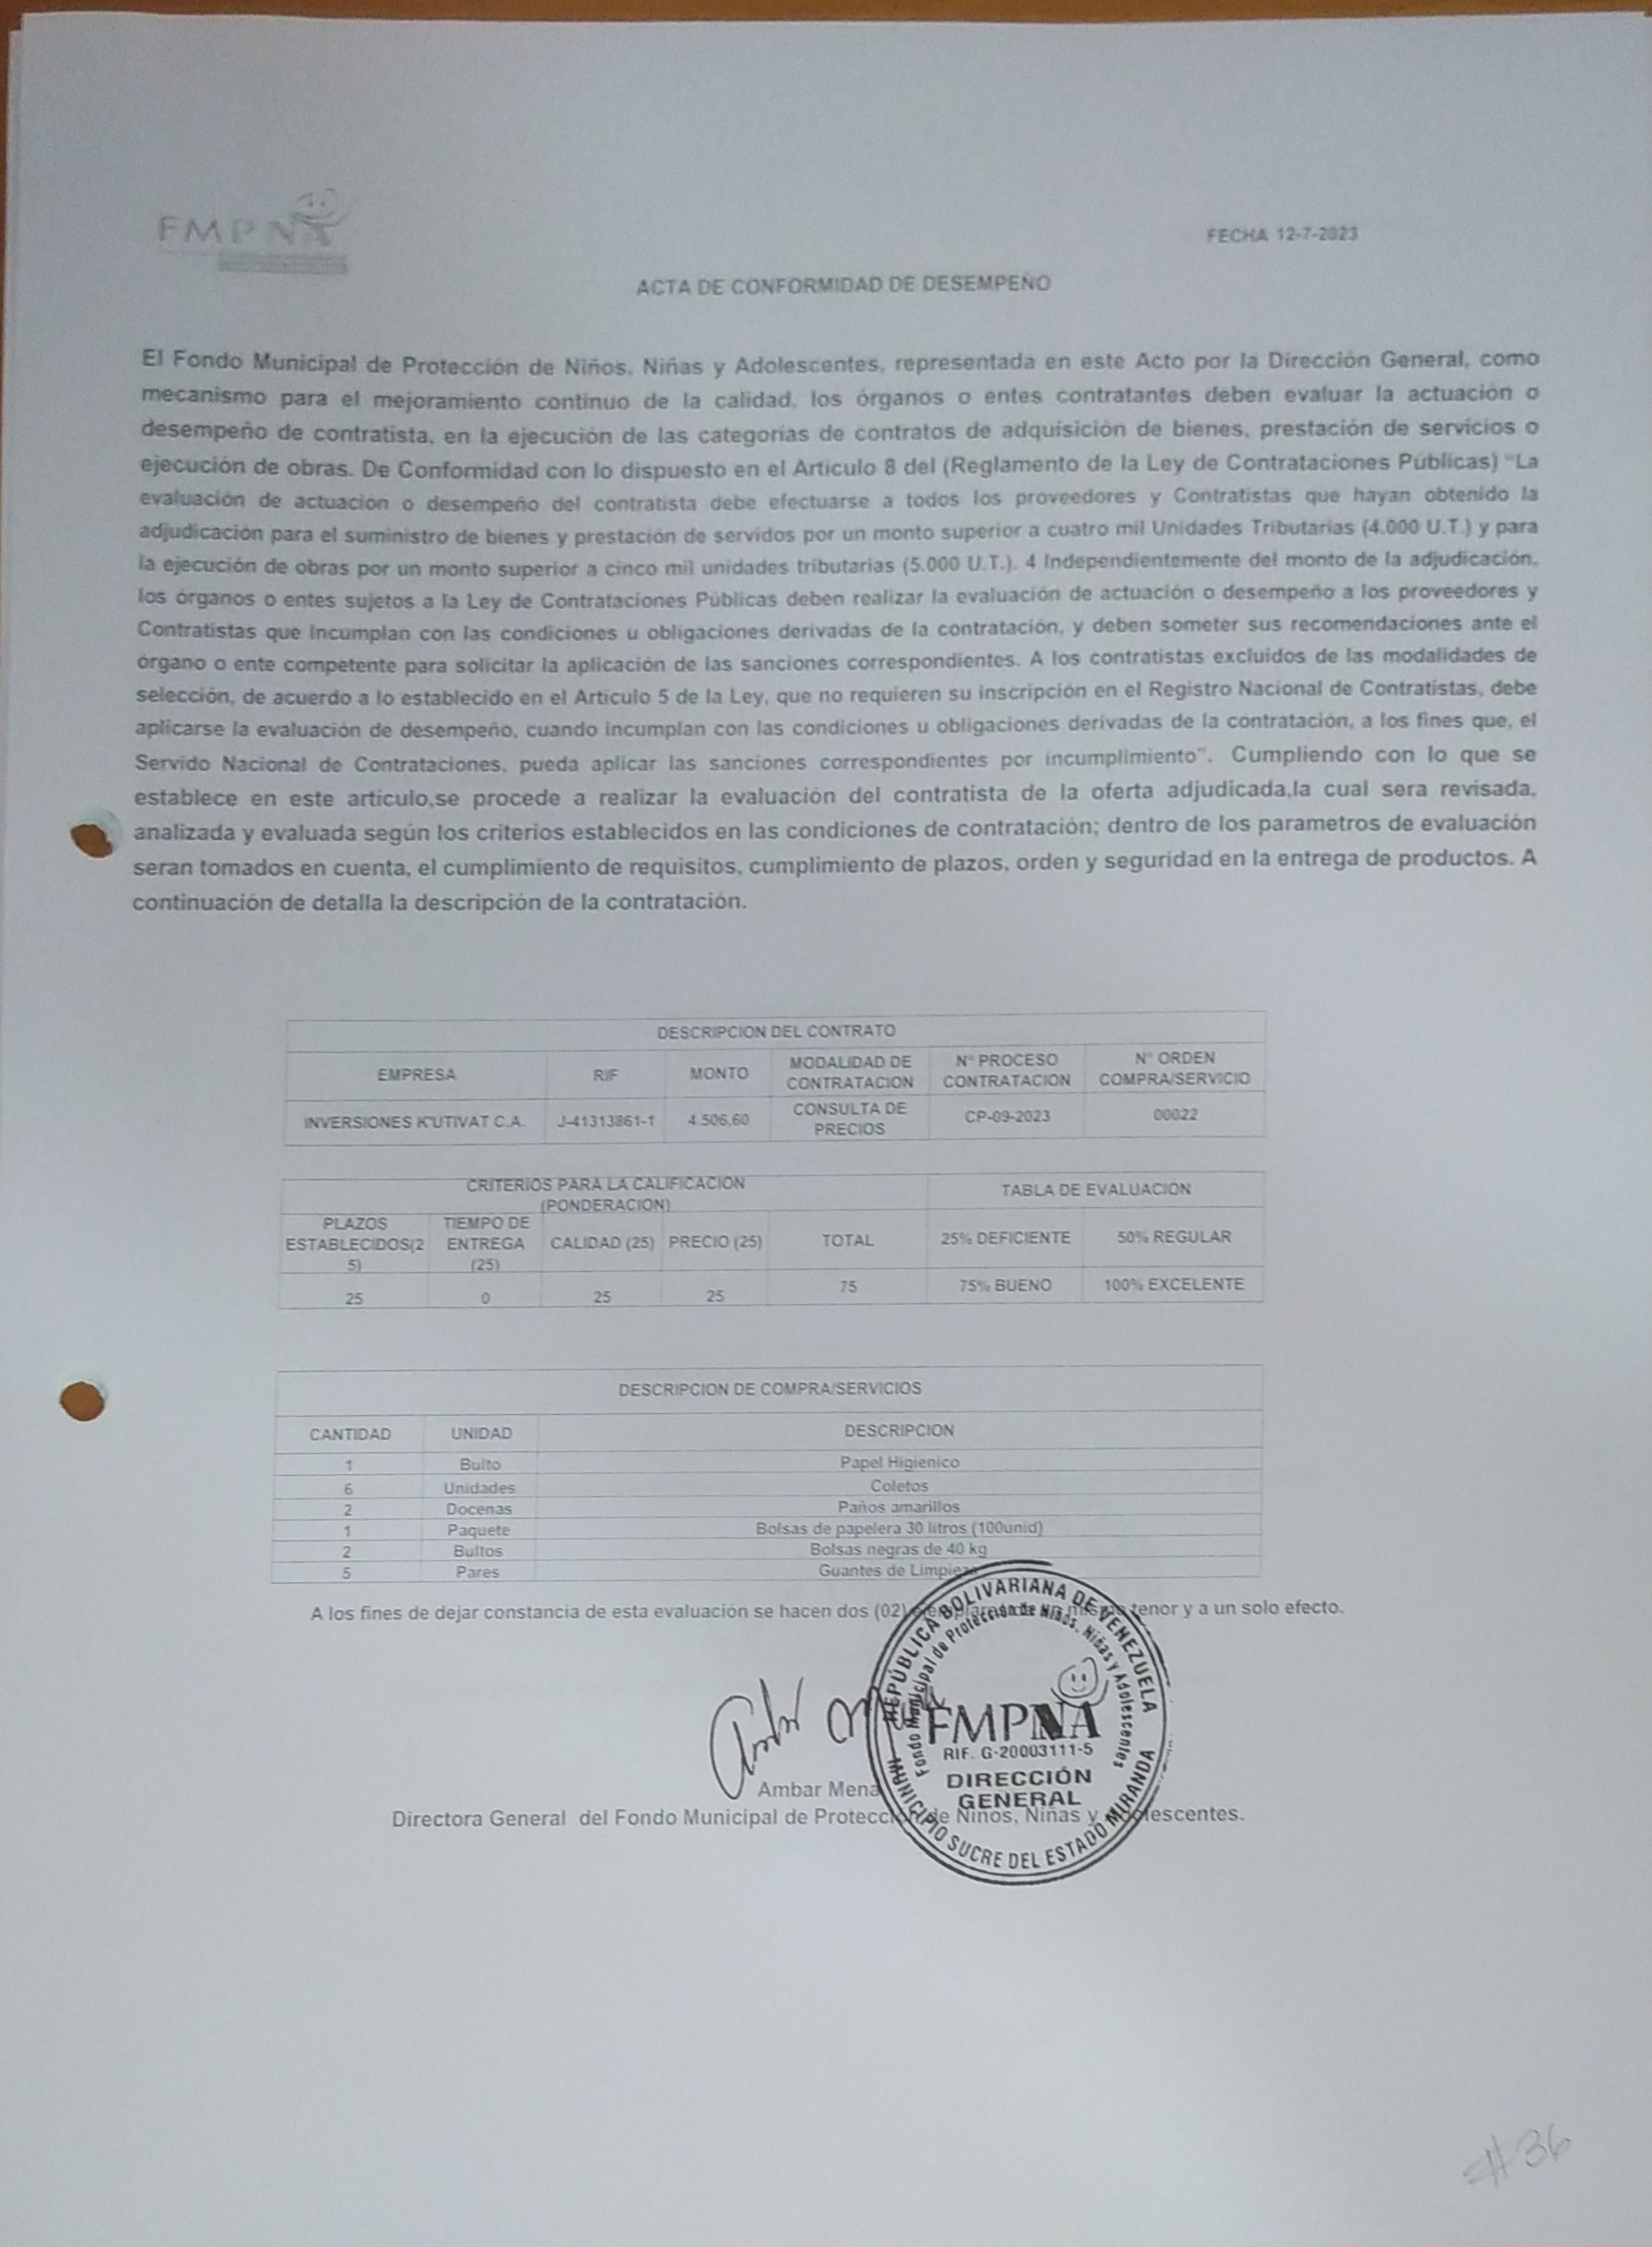 FMPNA
FECHA 12-7-2023
ACTA DE CONFORMIDAD DE DESEMPEÑO
El Fondo Municipal de Protección de Niños, Niñas y Adolescentes, representada en este Acto por la Dirección General, como
mecanismo para el mejoramiento continuo de la calidad, los órganos o entes contratantes deben evaluar la actuación o
desempeño de contratista, en la ejecución de las categorias de contratos de adquisición de bienes, prestación de servicios o
ejecución de obras. De Conformidad con lo dispuesto en el Articulo 8 del (Reglamento de la Ley de Contrataciones Públicas) "La
evaluación de actuación o desempeño del contratista debe efectuarse a todos los proveedores y Contratistas que hayan obtenido la
adjudicación para el suministro de bienes y prestación de servidos por un monto superior a cuatro mil Unidades Tributarias (4.000 U.T.) y para
la ejecución de obras por un monto superior a cinco mil unidades tributarias (5.000 U.T.). 4 Independientemente del monto de la adjudicación,
los órganos o entes sujetos a la Ley de Contrataciones Públicas deben realizar la evaluación de actuación o desempeño a los proveedores y
Contratistas que Incumplan con las condiciones u obligaciones derivadas de la contratación, y deben someter sus recomendaciones ante el
órgano o ente competente para solicitar la aplicación de las sanciones correspondientes. A los contratistas excluidos de las modalidades de
selección, de acuerdo a lo establecido en el Artículo 5 de la Ley, que no requieren su inscripción en el Registro Nacional de Contratistas, debe
aplicarse la evaluación de desempeño, cuando incumplan con las condiciones u obligaciones derivadas de la contratación, a los fines que, el
Servido Nacional de Contrataciones, pueda aplicar las sanciones correspondientes por incumplimiento". Cumpliendo con lo que se
establece en este articulo,se procede a realizar la evaluación del contratista de la oferta adjudicada,la cual sera revisada,
analizada y evaluada según los criterios establecidos en las condiciones de contratación; dentro de los parametros de evaluación
seran tomados en cuenta, el cumplimiento de requisitos, cumplimiento de plazos, orden y seguridad en la entrega de productos. A
continuación de detalla la descripción de la contratación.
DESCRIPCION DEL CONTRATO
EMPRESA RIF MONTO MODALIDAD DE CONTRATACION N° PROCESO CONTRATACION N° ORDEN COMPRA/SERVICIO
INVERSIONES K'UTIVAT C.A. J-41313861-1 4.506,60 CONSULTA DE PRECIOS CP-09-2023 00022
CRITERIOS PARA LA CALIFICACION (PONDERACION) TABLA DE EVALUACION
PLAZOS ESTABLECIDOS(25) TIEMPO DE ENTREGA (25) CALIDAD (25) PRECIO (25) TOTAL 25% DEFICIENTE 50% REGULAR
25 0 25 25 75 75% BUENO 100% EXCELENTE
DESCRIPCION DE COMPRA/SERVICIOS
CANTIDAD UNIDAD DESCRIPCION
1 Bulto Papel Higienico
6 Unidades Coletos
2 Docenas Paños amarillos
1 Paquete Bolsas de papelera 30 litros (100unid)
2 Bultos Bolsas negras de 40 kg
5 Pares Guantes de Limpieza
A los fines de dejar constancia de esta evaluación se hacen dos (02) ejemplares de un mismo tenor y a un solo efecto.
REPÚBLICA BOLIVARIANA DE VENEZUELA
Fondo Municipal de Protección de Niños, Niñas y Adolescentes
FMPNA
RIF. G-20003111-5
DIRECCIÓN
GENERAL
MUNICIPIO SUCRE DEL ESTADO MIRANDA
Ambar Mena
Directora General del Fondo Municipal de Protección de Niños, Niñas y Adolescentes.
#36